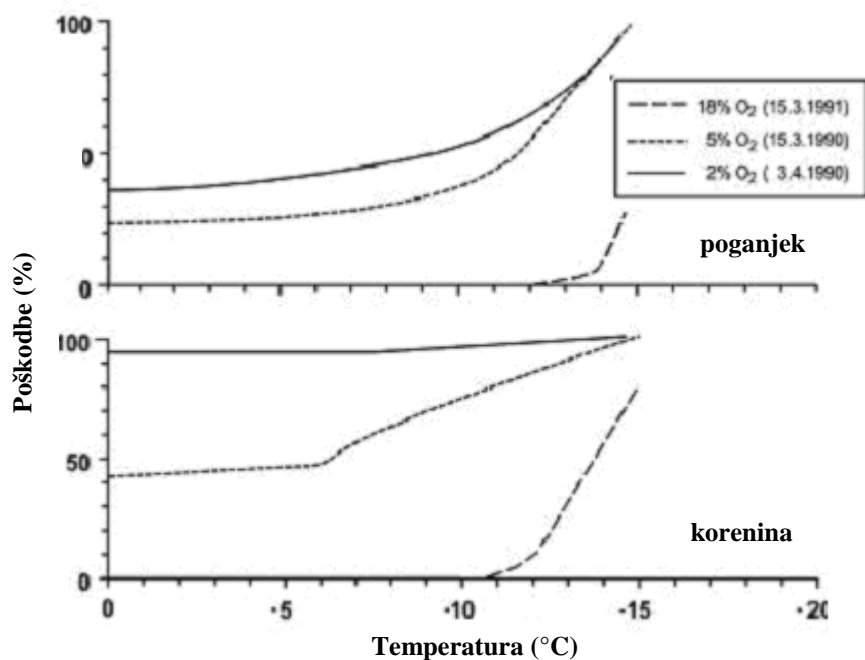 100
0
0
Poškodbe (%)
18% O₂ (15.3.1991)
5% O₂ (15.3.1990)
2% O₂ ( 3.4.1990)
poganjek
100
50
0
korenina
0 ·5 ·10 -15 ·20
Temperatura (°C)